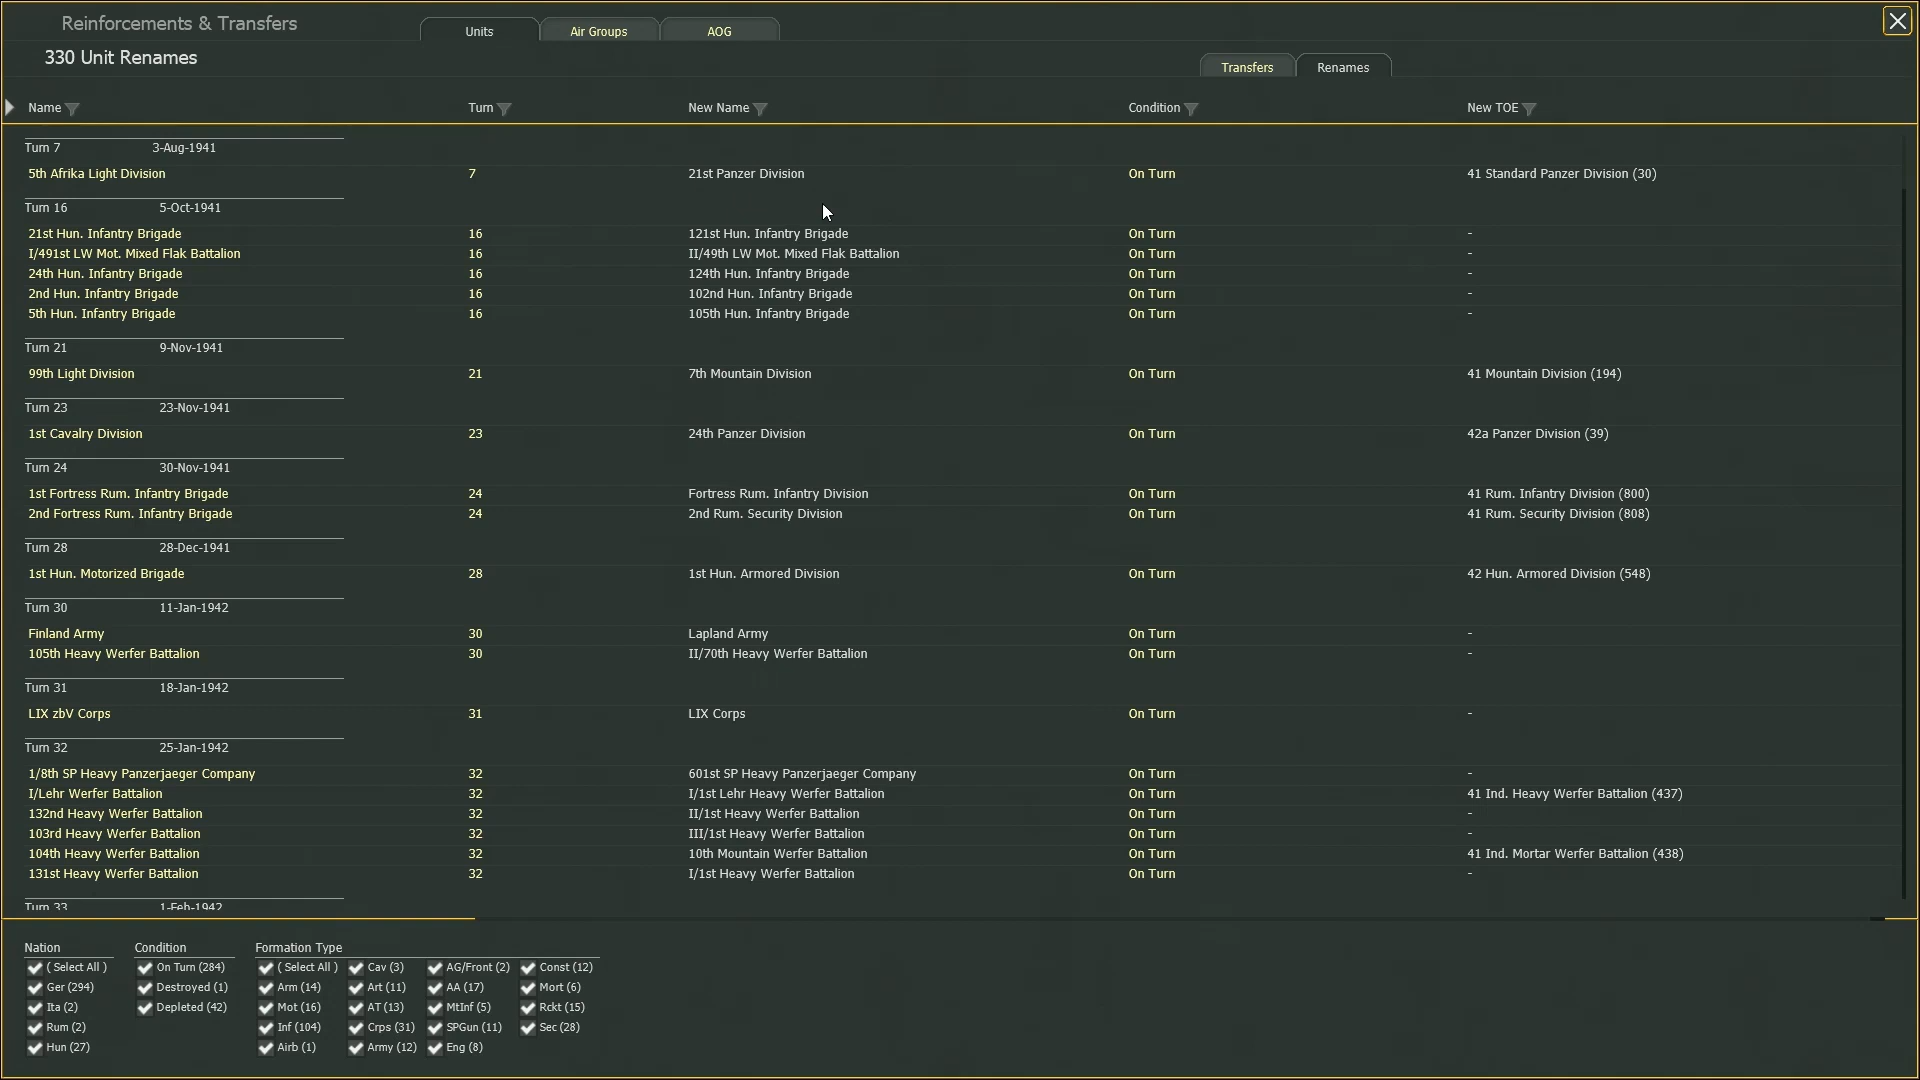 Reinforcements & Transfers
Units Air Groups AOG
330 Unit Renames
Transfers Renames
Name Turn New Name Condition New TOE
Turn 7 3-Aug-1941
5th Afrika Light Division 7 21st Panzer Division On Turn 41 Standard Panzer Division (30)
Turn 16 5-Oct-1941
21st Hun. Infantry Brigade 16 121st Hun. Infantry Brigade On Turn -
I/491st LW Mot. Mixed Flak Battalion 16 II/49th LW Mot. Mixed Flak Battalion On Turn -
24th Hun. Infantry Brigade 16 124th Hun. Infantry Brigade On Turn -
2nd Hun. Infantry Brigade 16 102nd Hun. Infantry Brigade On Turn -
5th Hun. Infantry Brigade 16 105th Hun. Infantry Brigade On Turn -
Turn 21 9-Nov-1941
99th Light Division 21 7th Mountain Division On Turn 41 Mountain Division (194)
Turn 23 23-Nov-1941
1st Cavalry Division 23 24th Panzer Division On Turn 42a Panzer Division (39)
Turn 24 30-Nov-1941
1st Fortress Rum. Infantry Brigade 24 Fortress Rum. Infantry Division On Turn 41 Rum. Infantry Division (800)
2nd Fortress Rum. Infantry Brigade 24 2nd Rum. Security Division On Turn 41 Rum. Security Division (808)
Turn 28 28-Dec-1941
1st Hun. Motorized Brigade 28 1st Hun. Armored Division On Turn 42 Hun. Armored Division (548)
Turn 30 11-Jan-1942
Finland Army 30 Lapland Army On Turn -
105th Heavy Werfer Battalion 30 II/70th Heavy Werfer Battalion On Turn -
Turn 31 18-Jan-1942
LIX zbV Corps 31 LIX Corps On Turn -
Turn 32 25-Jan-1942
1/8th SP Heavy Panzerjaeger Company 32 601st SP Heavy Panzerjaeger Company On Turn -
I/Lehr Werfer Battalion 32 I/1st Lehr Heavy Werfer Battalion On Turn 41 Ind. Heavy Werfer Battalion (437)
132nd Heavy Werfer Battalion 32 II/1st Heavy Werfer Battalion On Turn -
103rd Heavy Werfer Battalion 32 III/1st Heavy Werfer Battalion On Turn -
104th Heavy Werfer Battalion 32 10th Mountain Werfer Battalion On Turn 41 Ind. Mortar Werfer Battalion (438)
131st Heavy Werfer Battalion 32 I/1st Heavy Werfer Battalion On Turn -
Turn 33 1-Feb-1942
Nation Condition Formation Type
( Select All ) On Turn (284) ( Select All ) Cav (3) AG/Front (2) Const (12)
Ger (294) Destroyed (1) Arm (14) Art (11) AA (17) Mort (6)
Ita (2) Depleted (42) Mot (16) AT (13) MtInf (5) Rckt (15)
Rum (2) Inf (104) Crps (31) SPGun (11) Sec (28)
Hun (27) Airb (1) Army (12) Eng (8)